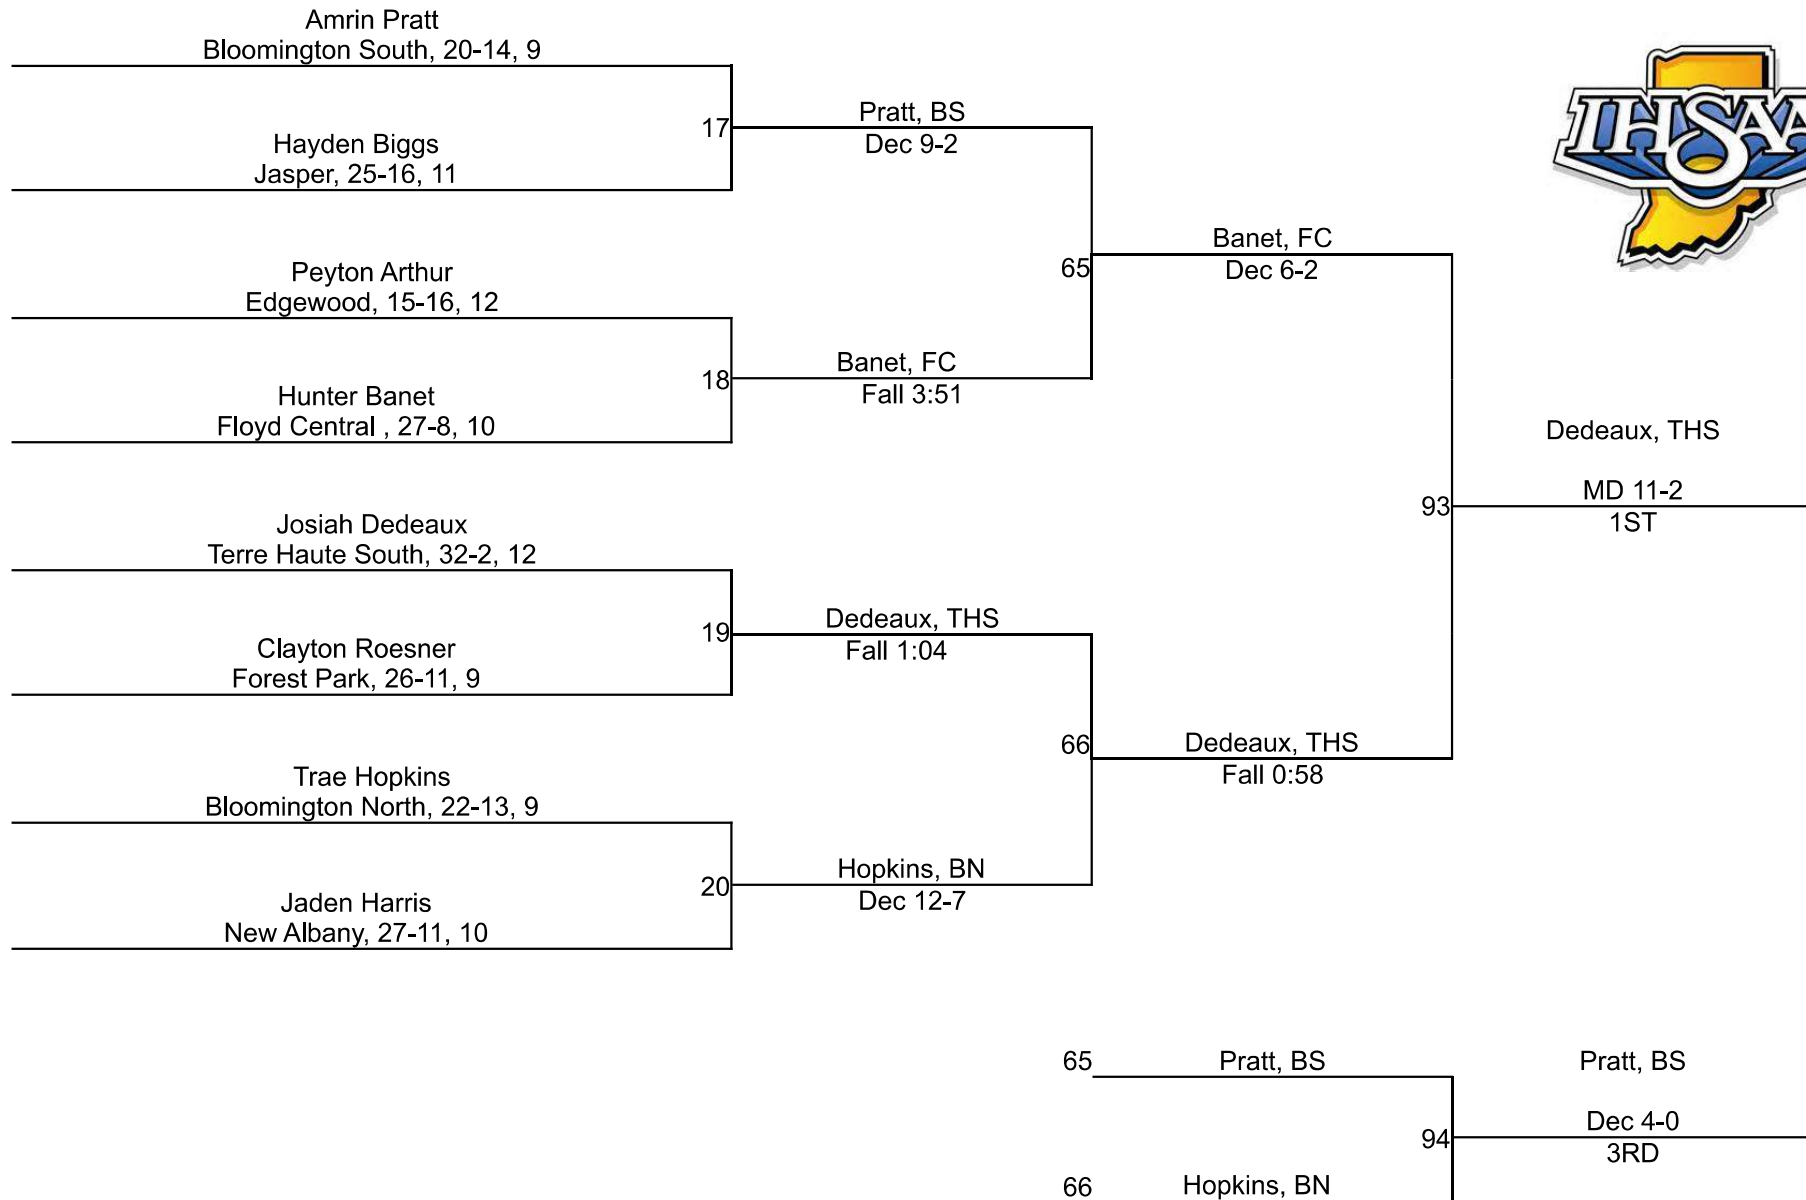 Amrin Pratt
Bloomington South, 20-14, 9
17
Pratt, BS
Dec 9-2
Hayden Biggs
Jasper, 25-16, 11
IHSAA
65
Banet, FC
Dec 6-2
Peyton Arthur
Edgewood, 15-16, 12
18
Banet, FC
Fall 3:51
Hunter Banet
Floyd Central , 27-8, 10
93
Dedeaux, THS
MD 11-2
1ST
Josiah Dedeaux
Terre Haute South, 32-2, 12
19
Dedeaux, THS
Fall 1:04
Clayton Roesner
Forest Park, 26-11, 9
66
Dedeaux, THS
Fall 0:58
Trae Hopkins
Bloomington North, 22-13, 9
20
Hopkins, BN
Dec 12-7
Jaden Harris
New Albany, 27-11, 10
65
Pratt, BS
Pratt, BS
94
Dec 4-0
3RD
66
Hopkins, BN